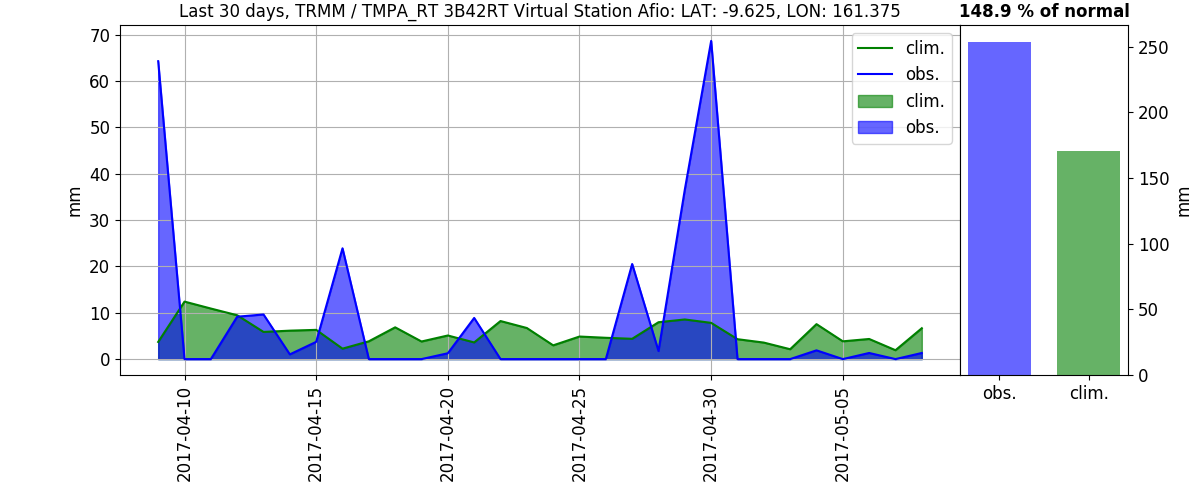 Last 30 days, TRMM / TMPA_RT 3B42RT Virtual Station Afio: LAT: -9.625, LON: 161.375
148.9 % of normal
70
60
50
40
30
20
10
0
mm
clim.
obs.
clim.
obs.
250
200
150
100
50
0
mm
obs.
clim.
2017-04-10
2017-04-15
2017-04-20
2017-04-25
2017-04-30
2017-05-05